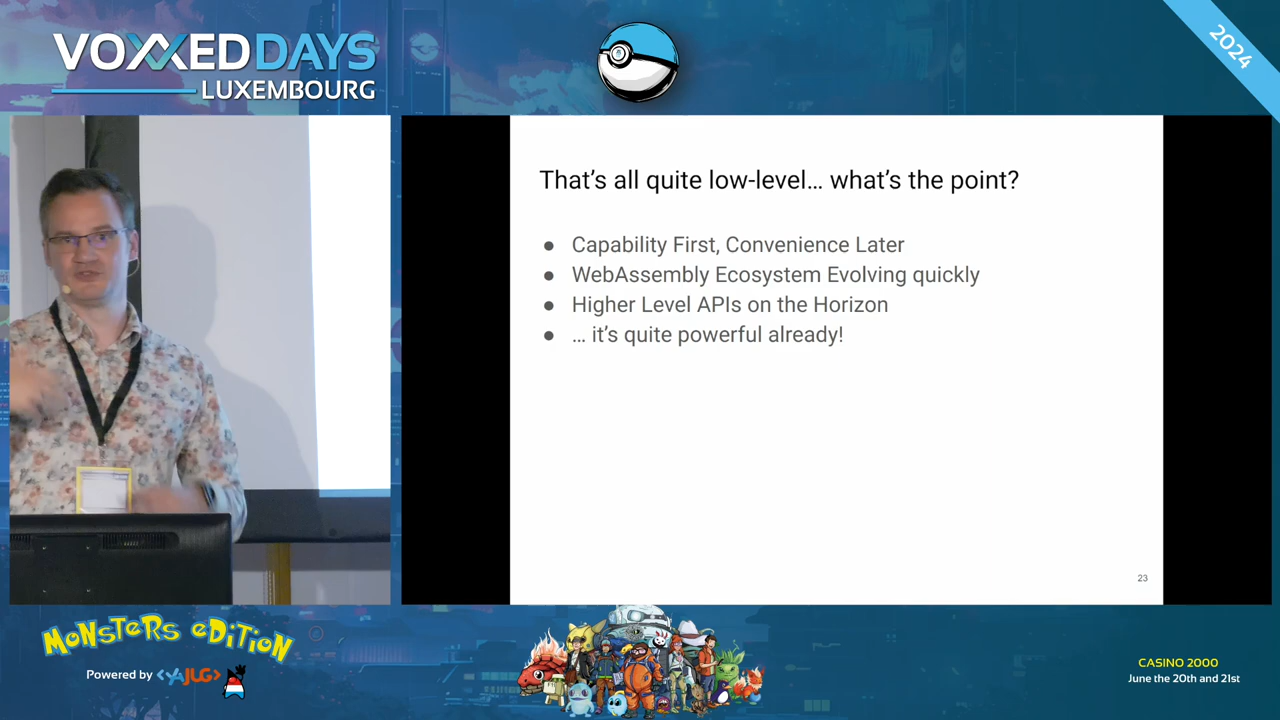 VOXXED DAYS
LUXEMBOURG
2024
That's all quite low-level… what's the point?
● Capability First, Convenience Later
● WebAssembly Ecosystem Evolving quickly
● Higher Level APIs on the Horizon
● … it's quite powerful already!
23
MONSTERS EDITION
Powered by <YAJUG>
CASINO 2000
June the 20th and 21st